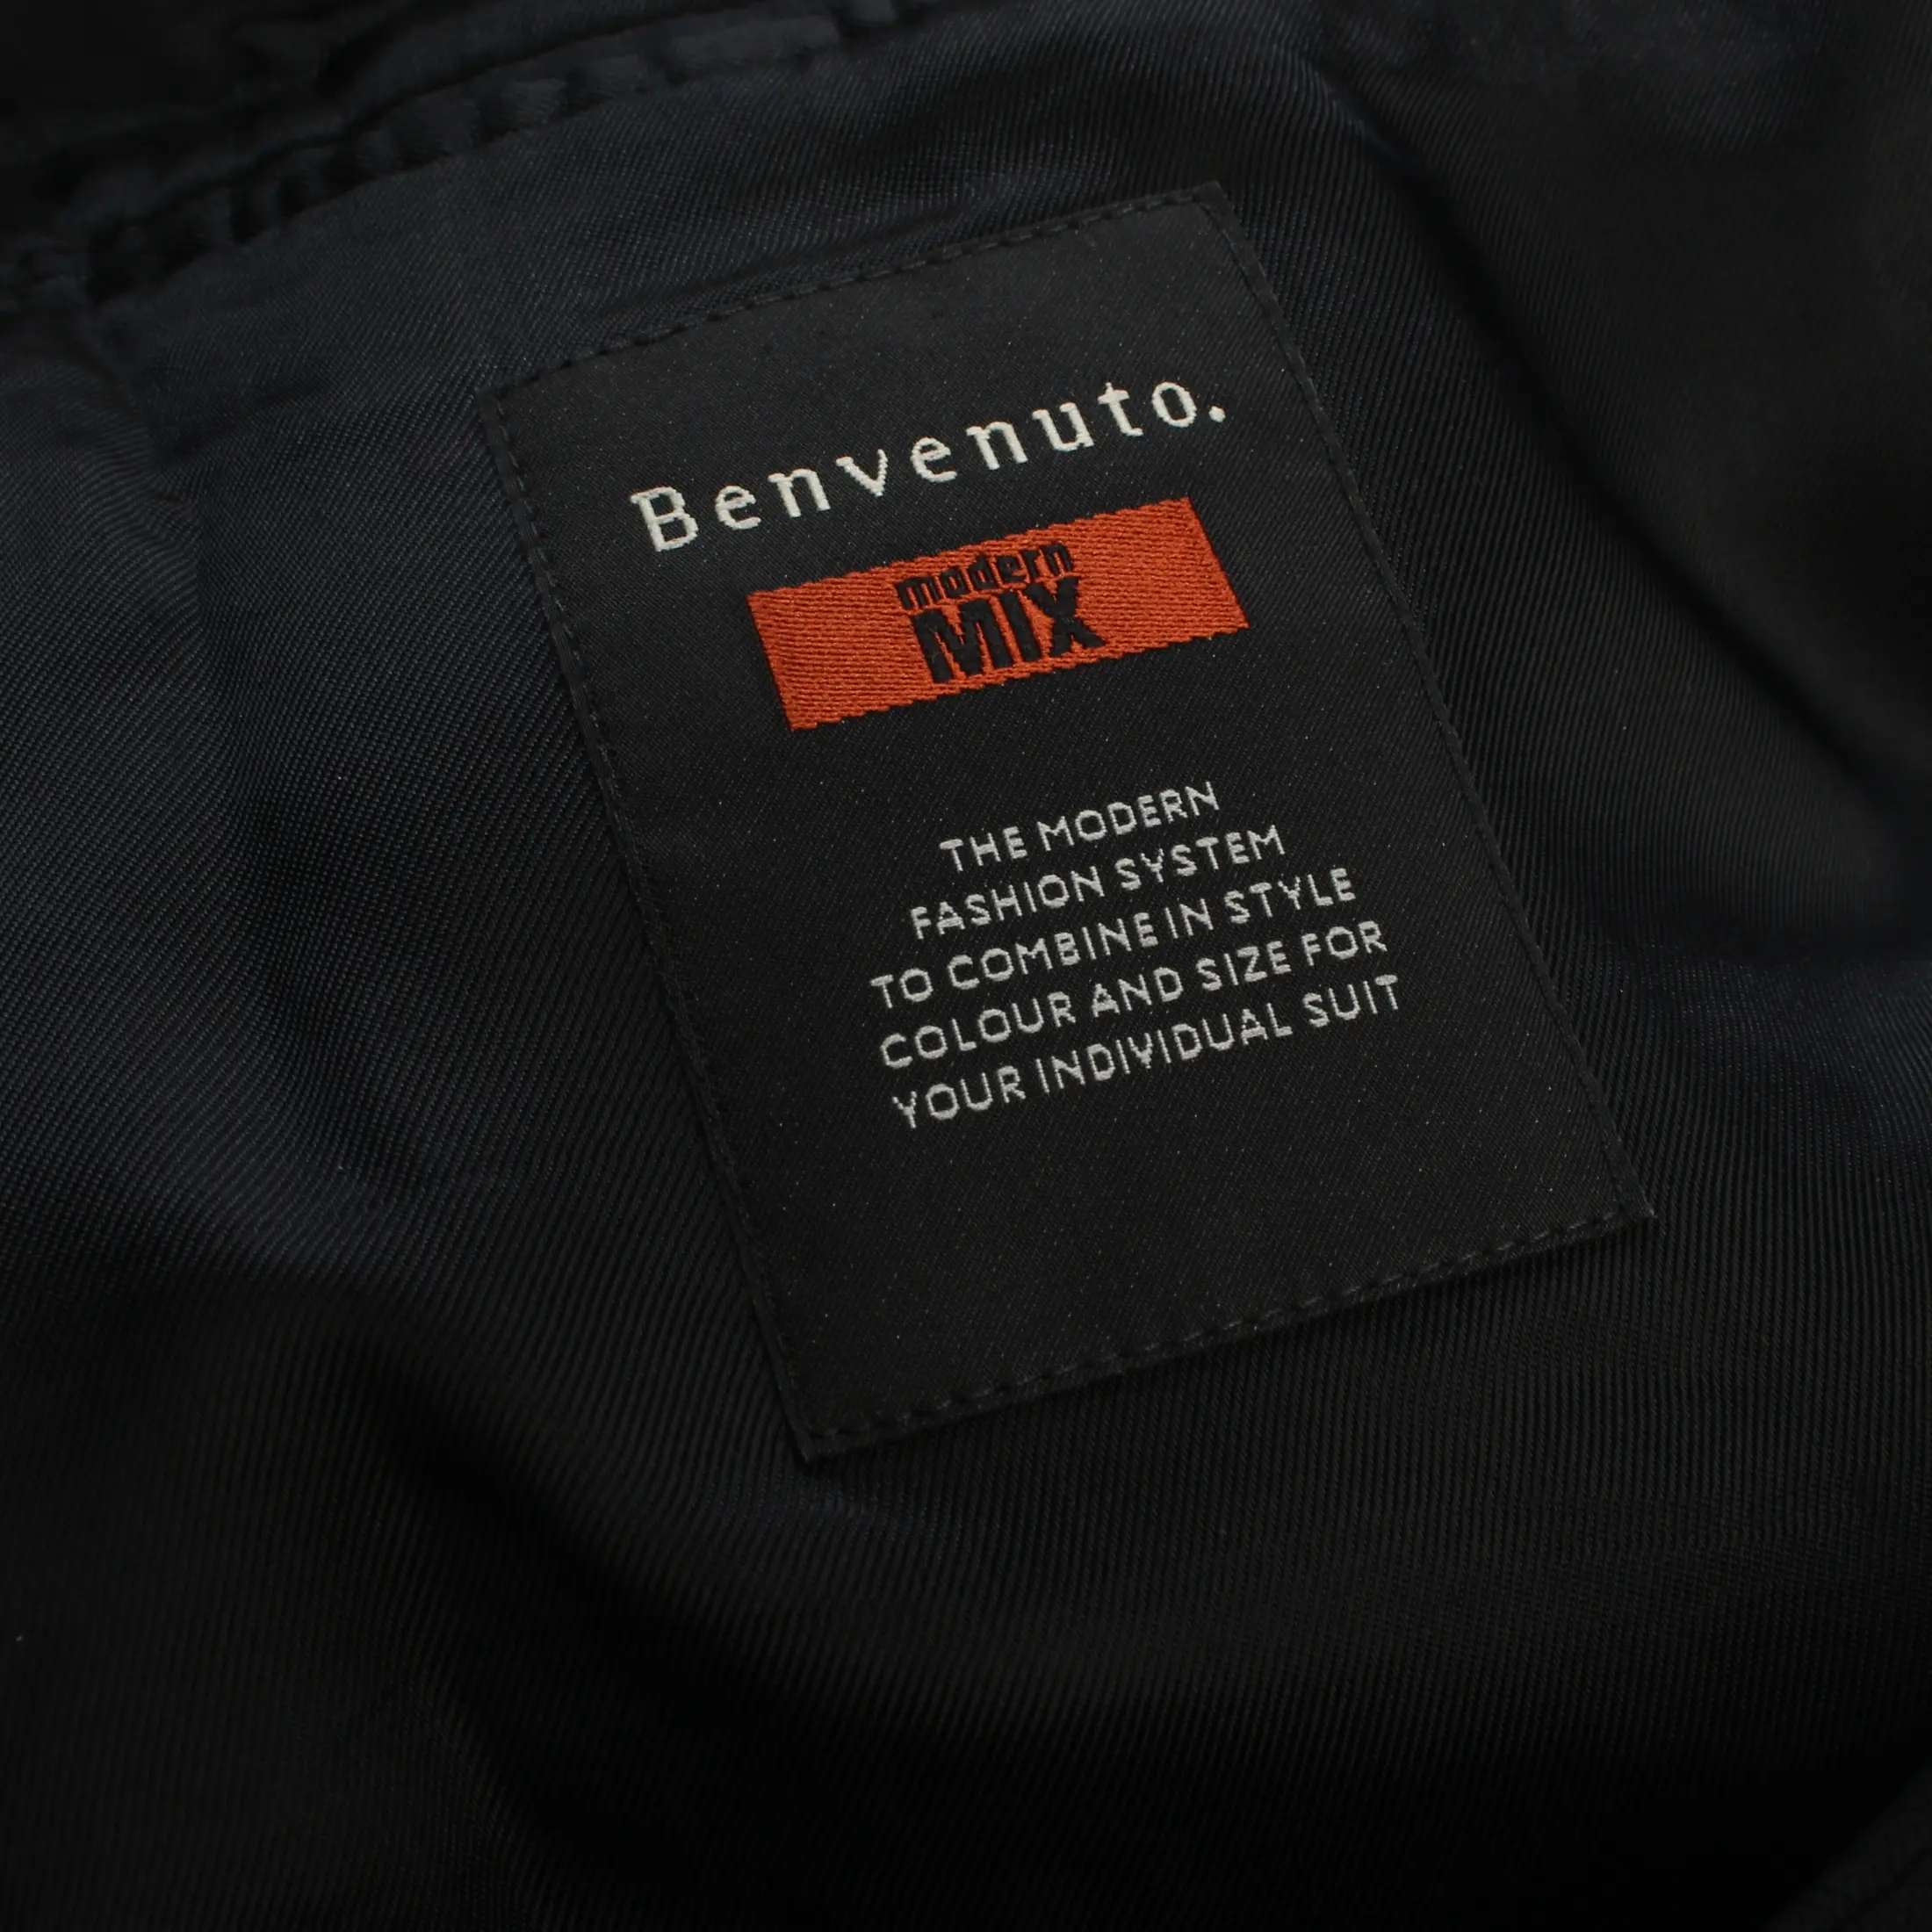 Benvenuto.
modern
MIX
THE MODERN
FASHION SYSTEM
TO COMBINE IN STYLE
COLOUR AND SIZE FOR
YOUR INDIVIDUAL SUIT